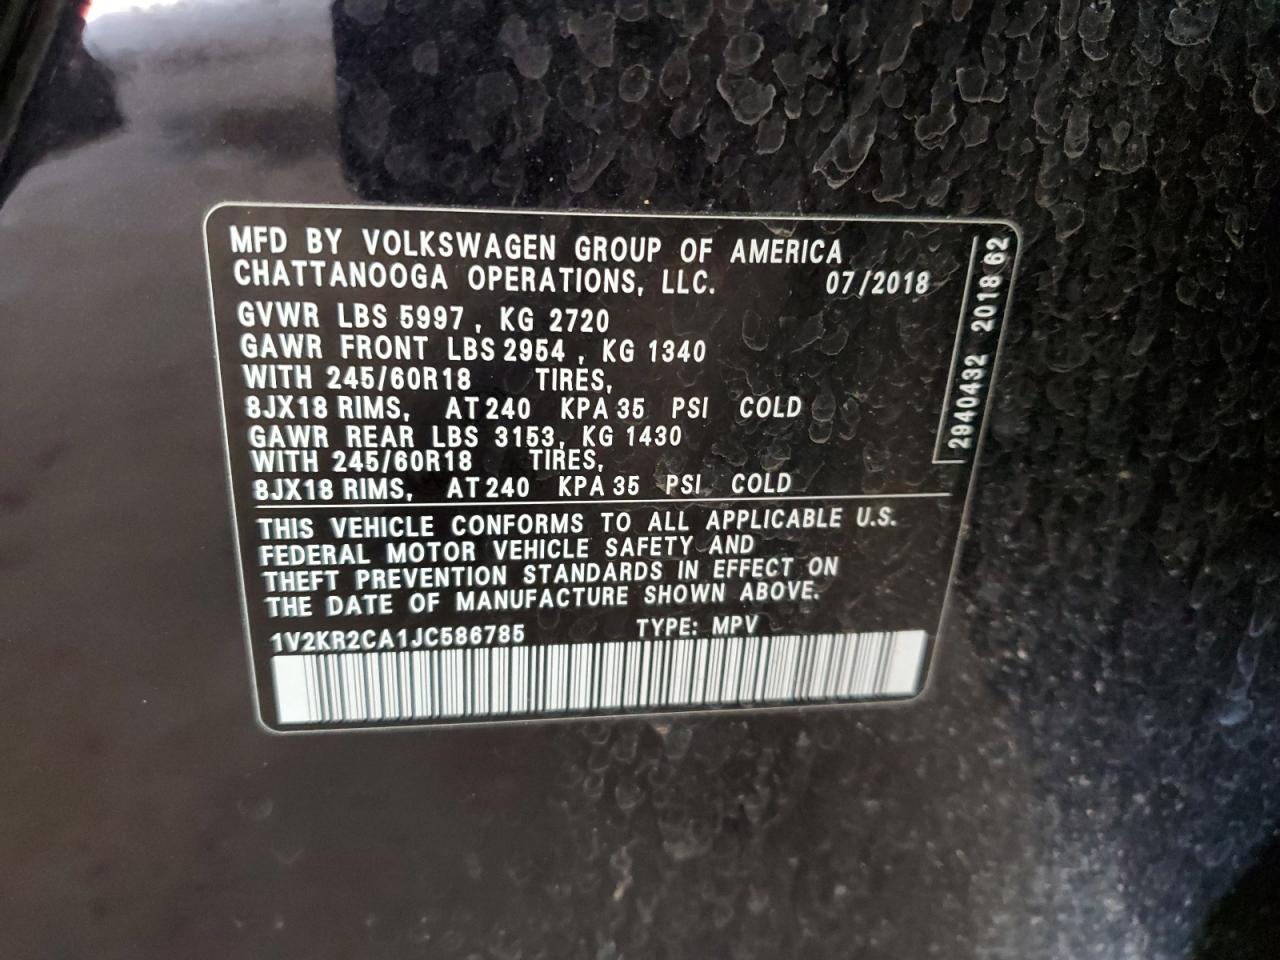 MFD BY VOLKSWAGEN GROUP OF AMERICA
CHATTANOOGA OPERATIONS, LLC. 07/2018
GVWR LBS 5997 , KG 2720
GAWR FRONT LBS 2954 , KG 1340
WITH 245/60R18 TIRES,
8JX18 RIMS, AT 240 KPA 35 PSI COLD
GAWR REAR LBS 3153, KG 1430
WITH 245/60R18 TIRES,
8JX18 RIMS, AT 240 KPA 35 PSI COLD
THIS VEHICLE CONFORMS TO ALL APPLICABLE U.S.
FEDERAL MOTOR VEHICLE SAFETY AND
THEFT PREVENTION STANDARDS IN EFFECT ON
THE DATE OF MANUFACTURE SHOWN ABOVE.
1V2KR2CA1JC586785 TYPE: MPV
2940432 2018 62